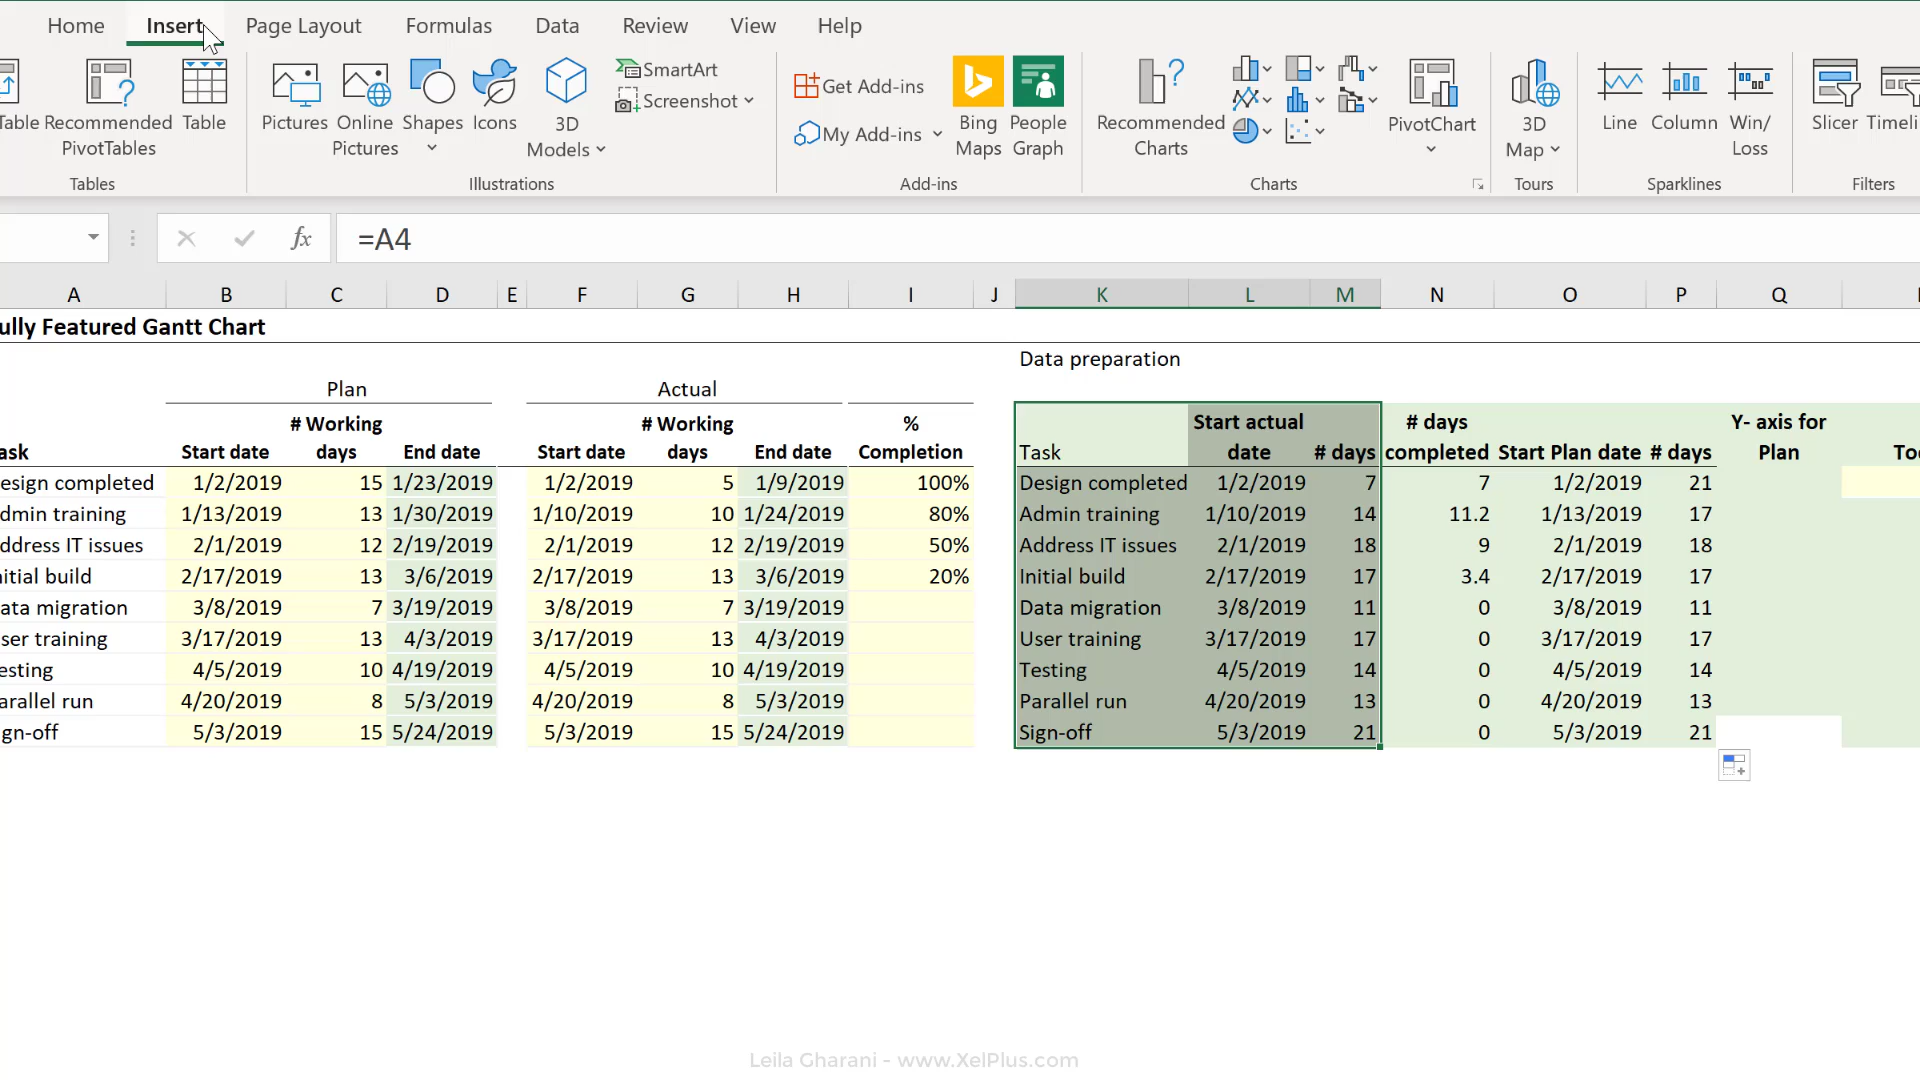 Home Insert Page Layout Formulas Data Review View Help
Table Recommended PivotTables Table Pictures Online Pictures Shapes Icons 3D Models SmartArt Screenshot Get Add-ins My Add-ins Bing Maps People Graph Recommended Charts PivotChart 3D Map Line Column Win/ Loss Slicer Timeli
Tables Illustrations Add-ins Charts Tours Sparklines Filters
fx =A4
A B C D E F G H I J K L M N O P Q
ully Featured Gantt Chart
Data preparation
Plan Actual
# Working # Working % Start actual # days Y- axis for
ask Start date days End date Start date days End date Completion Task date # days completed Start Plan date # days Plan Too
esign completed 1/2/2019 15 1/23/2019 1/2/2019 5 1/9/2019 100% Design completed 1/2/2019 7 7 1/2/2019 21
dmin training 1/13/2019 13 1/30/2019 1/10/2019 10 1/24/2019 80% Admin training 1/10/2019 14 11.2 1/13/2019 17
ddress IT issues 2/1/2019 12 2/19/2019 2/1/2019 12 2/19/2019 50% Address IT issues 2/1/2019 18 9 2/1/2019 18
nitial build 2/17/2019 13 3/6/2019 2/17/2019 13 3/6/2019 20% Initial build 2/17/2019 17 3.4 2/17/2019 17
ata migration 3/8/2019 7 3/19/2019 3/8/2019 7 3/19/2019 Data migration 3/8/2019 11 0 3/8/2019 11
ser training 3/17/2019 13 4/3/2019 3/17/2019 13 4/3/2019 User training 3/17/2019 17 0 3/17/2019 17
esting 4/5/2019 10 4/19/2019 4/5/2019 10 4/19/2019 Testing 4/5/2019 14 0 4/5/2019 14
arallel run 4/20/2019 8 5/3/2019 4/20/2019 8 5/3/2019 Parallel run 4/20/2019 13 0 4/20/2019 13
gn-off 5/3/2019 15 5/24/2019 5/3/2019 15 5/24/2019 Sign-off 5/3/2019 21 0 5/3/2019 21
Leila Gharani - www.XelPlus.com